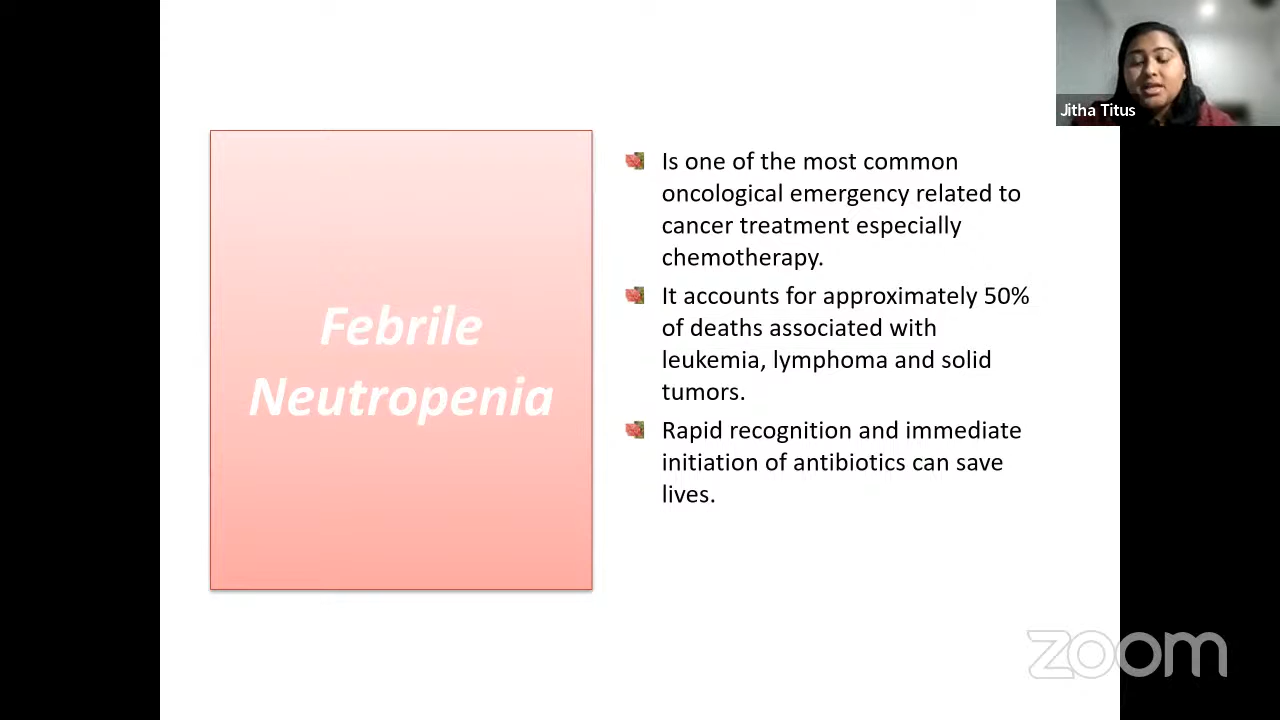 Jitha Titus
Febrile
Neutropenia
Is one of the most common
oncological emergency related to
cancer treatment especially
chemotherapy.
It accounts for approximately 50%
of deaths associated with
leukemia, lymphoma and solid
tumors.
Rapid recognition and immediate
initiation of antibiotics can save
lives.
zoom